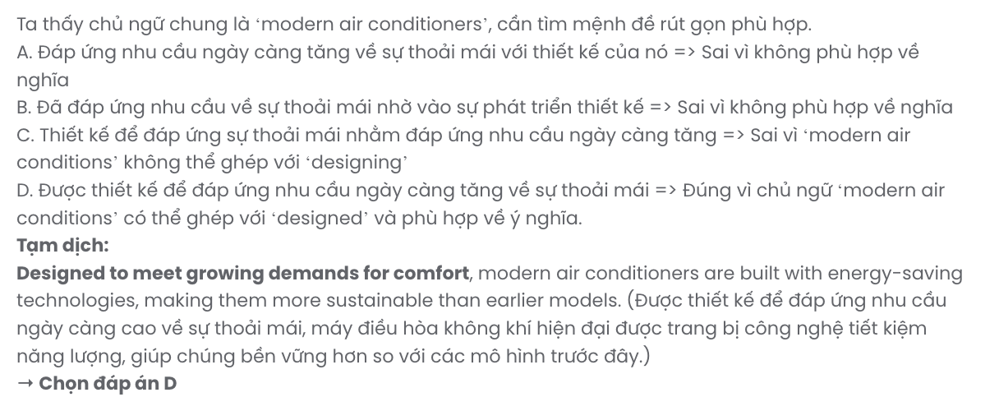 Ta thấy chủ ngữ chung là ‘modern air conditioners’, cần tìm mệnh đề rút gọn phù hợp.
A. Đáp ứng nhu cầu ngày càng tăng về sự thoải mái với thiết kế của nó => Sai vì không phù hợp về
nghĩa
B. Đã đáp ứng nhu cầu về sự thoải mái nhờ vào sự phát triển thiết kế => Sai vì không phù hợp về nghĩa
C. Thiết kế để đáp ứng sự thoải mái nhằm đáp ứng nhu cầu ngày càng tăng => Sai vì ‘modern air
conditions’ không thể ghép với ‘designing’
D. Được thiết kế để đáp ứng nhu cầu ngày càng tăng về sự thoải mái => Đúng vì chủ ngữ ‘modern air
conditions’ có thể ghép với ‘designed’ và phù hợp về ý nghĩa.
Tạm dịch:
Designed to meet growing demands for comfort, modern air conditioners are built with energy-saving
technologies, making them more sustainable than earlier models. (Được thiết kế để đáp ứng nhu cầu
ngày càng cao về sự thoải mái, máy điều hòa không khí hiện đại được trang bị công nghệ tiết kiệm
năng lượng, giúp chúng bền vững hơn so với các mô hình trước đây.)
→ Chọn đáp án D